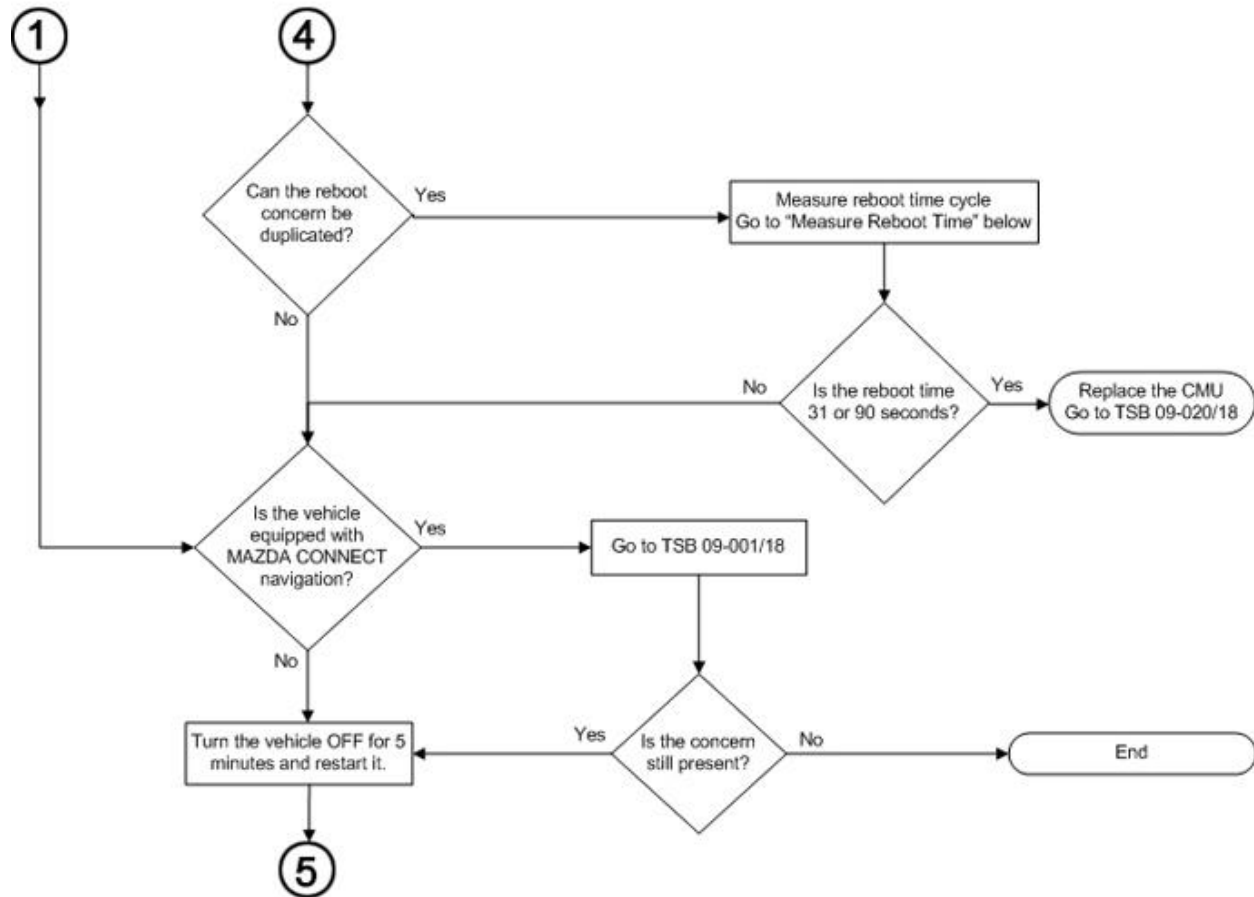 1
4
Can the reboot
concern be
duplicated?
Yes
Measure reboot time cycle
Go to “Measure Reboot Time” below
No
Is the reboot time
31 or 90 seconds?
No
Yes
Replace the CMU
Go to TSB 09-020/18
Is the vehicle
equipped with
MAZDA CONNECT
navigation?
Yes
Go to TSB 09-001/18
No
Turn the vehicle OFF for 5
minutes and restart it.
Yes
Is the concern
still present?
No
End
5